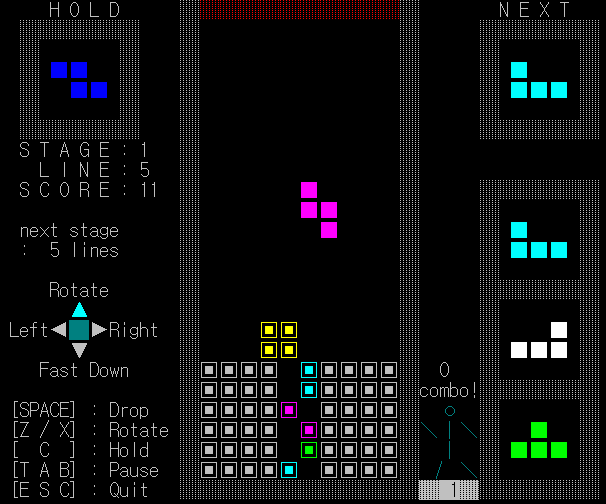 HOLD
NEXT
STAGE:1
LINE:5
SCORE:11
next stage
: 5 lines
Rotate
Left
Right
Fast Down
0
combo!
[SPACE] : Drop
[Z / X] : Rotate
[ C ] : Hold
[T A B] : Pause
[E S C] : Quit
1